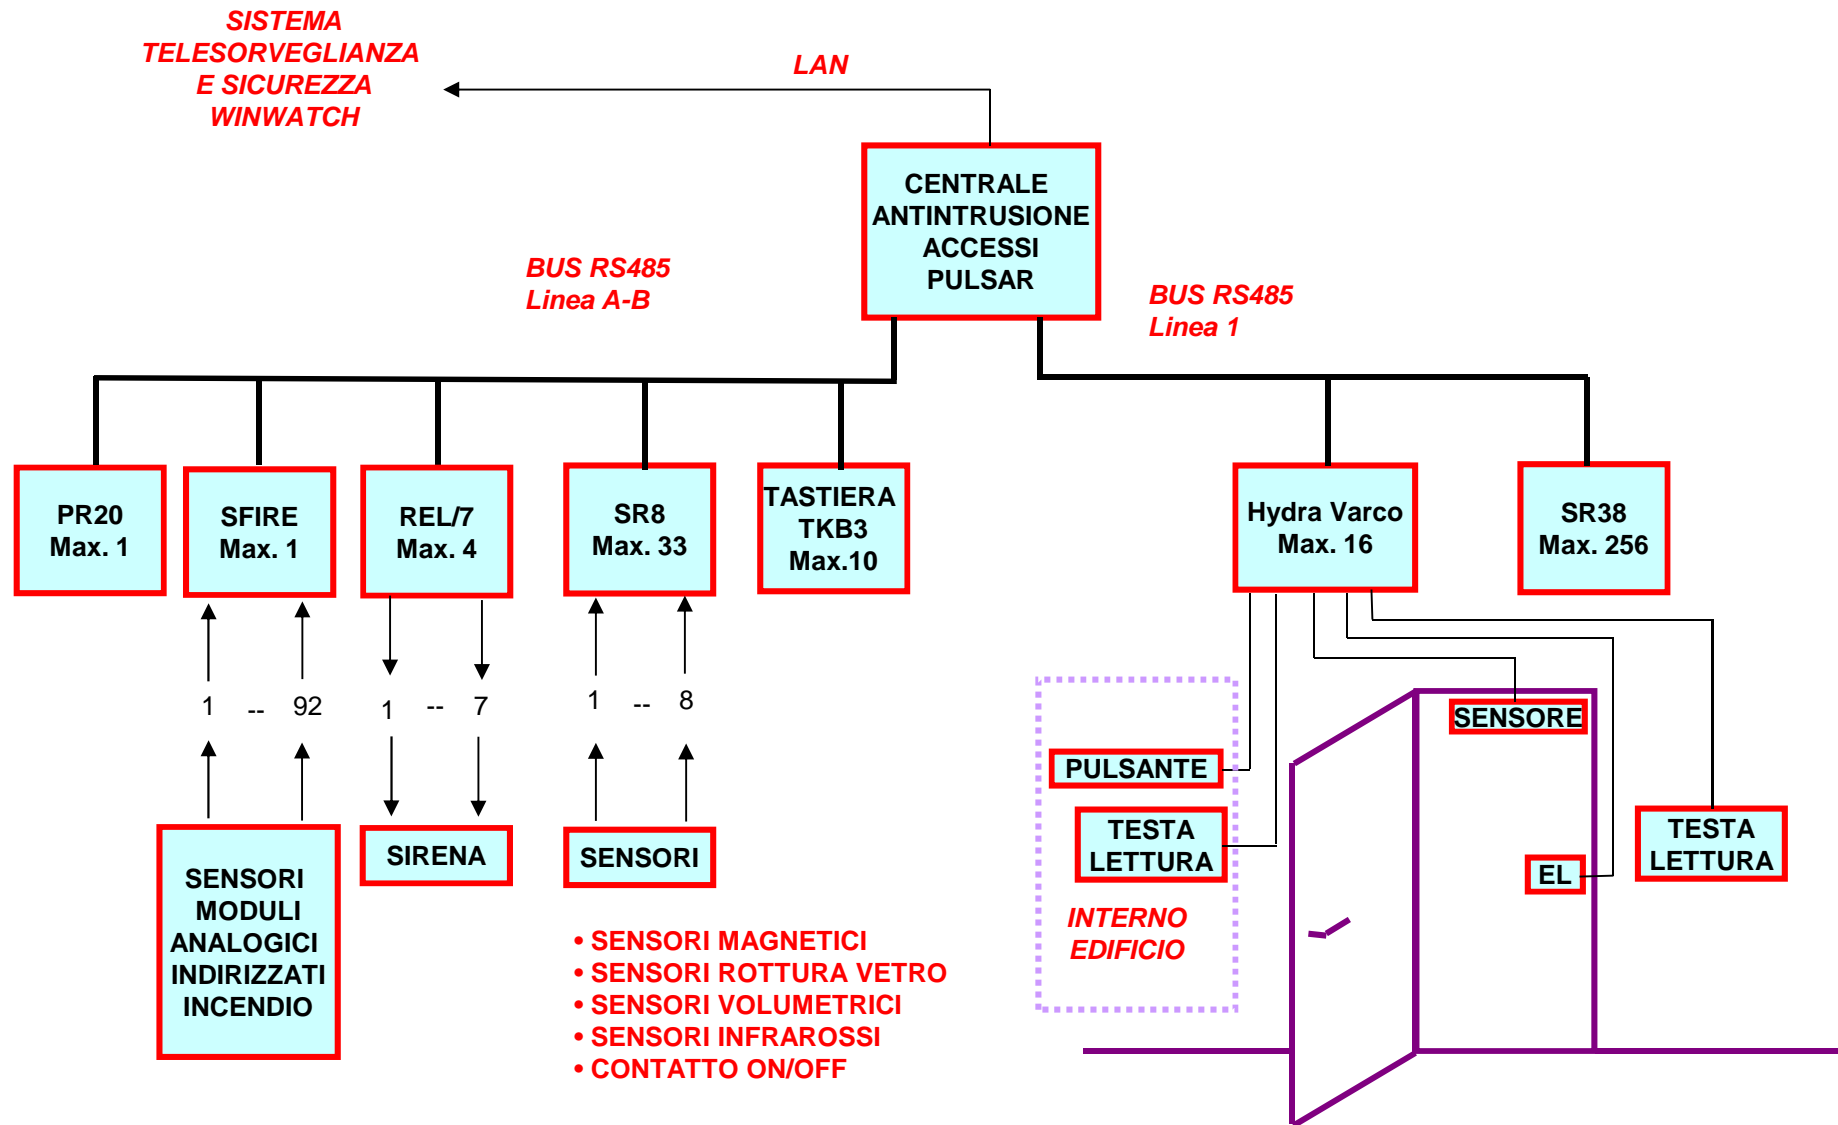 SISTEMA
TELESORVEGLIANZA
E SICUREZZA
WINWATCH
LAN
CENTRALE
ANTINTRUSIONE
ACCESSI
PULSAR
BUS RS485
Linea A-B
BUS RS485
Linea 1
PR20
Max. 1
SFIRE
Max. 1
REL/7
Max. 4
SR8
Max. 33
TASTIERA
TKB3
Max.10
Hydra Varco
Max. 16
SR38
Max. 256
1 -- 92
1 -- 7
1 -- 8
SENSORI
MODULI
ANALOGICI
INDIRIZZATI
INCENDIO
SIRENA
SENSORI
• SENSORI MAGNETICI
• SENSORI ROTTURA VETRO
• SENSORI VOLUMETRICI
• SENSORI INFRAROSSI
• CONTATTO ON/OFF
PULSANTE
TESTA
LETTURA
INTERNO
EDIFICIO
SENSORE
EL
TESTA
LETTURA